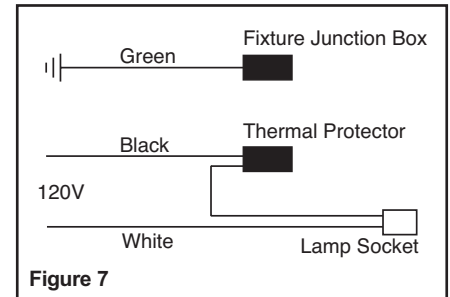 Fixture Junction Box
Green
Thermal Protector
Black
120V
White
Lamp Socket
Figure 7